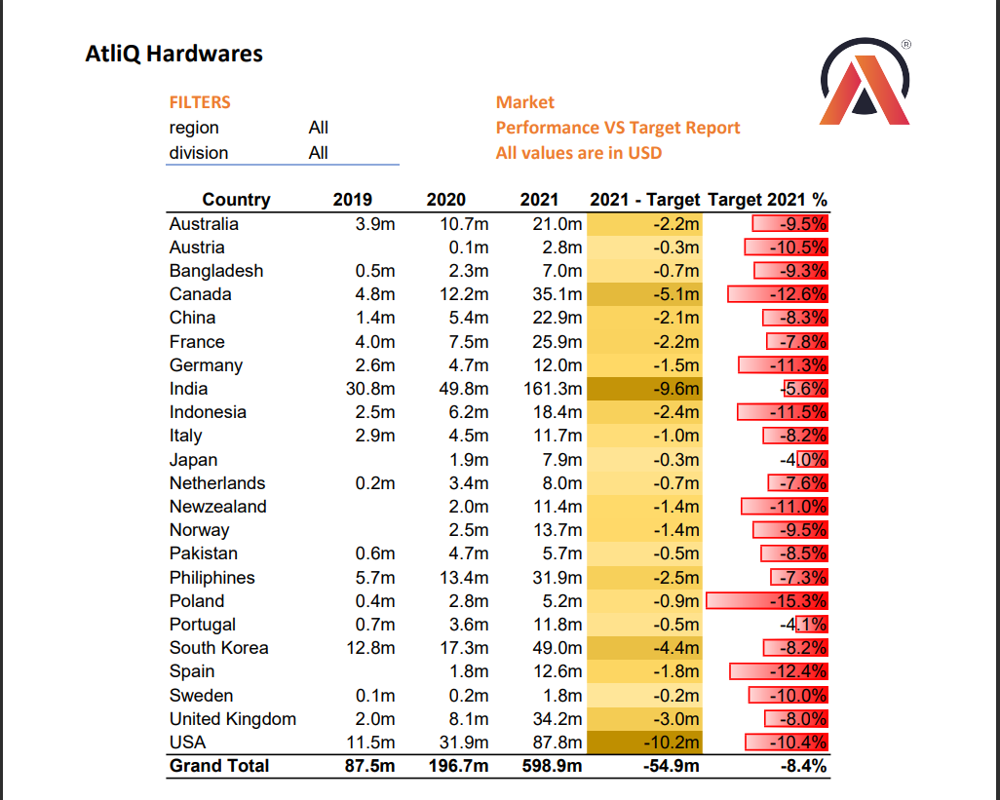 AtliQ Hardwares
®
FILTERS
region All
division All
Market
Performance VS Target Report
All values are in USD
Country 2019 2020 2021 2021 - Target Target 2021 %
Australia 3.9m 10.7m 21.0m -2.2m -9.5%
Austria 0.1m 2.8m -0.3m -10.5%
Bangladesh 0.5m 2.3m 7.0m -0.7m -9.3%
Canada 4.8m 12.2m 35.1m -5.1m -12.6%
China 1.4m 5.4m 22.9m -2.1m -8.3%
France 4.0m 7.5m 25.9m -2.2m -7.8%
Germany 2.6m 4.7m 12.0m -1.5m -11.3%
India 30.8m 49.8m 161.3m -9.6m -5.6%
Indonesia 2.5m 6.2m 18.4m -2.4m -11.5%
Italy 2.9m 4.5m 11.7m -1.0m -8.2%
Japan 1.9m 7.9m -0.3m -4.0%
Netherlands 0.2m 3.4m 8.0m -0.7m -7.6%
Newzealand 2.0m 11.4m -1.4m -11.0%
Norway 2.5m 13.7m -1.4m -9.5%
Pakistan 0.6m 4.7m 5.7m -0.5m -8.5%
Philiphines 5.7m 13.4m 31.9m -2.5m -7.3%
Poland 0.4m 2.8m 5.2m -0.9m -15.3%
Portugal 0.7m 3.6m 11.8m -0.5m -4.1%
South Korea 12.8m 17.3m 49.0m -4.4m -8.2%
Spain 1.8m 12.6m -1.8m -12.4%
Sweden 0.1m 0.2m 1.8m -0.2m -10.0%
United Kingdom 2.0m 8.1m 34.2m -3.0m -8.0%
USA 11.5m 31.9m 87.8m -10.2m -10.4%
Grand Total 87.5m 196.7m 598.9m -54.9m -8.4%